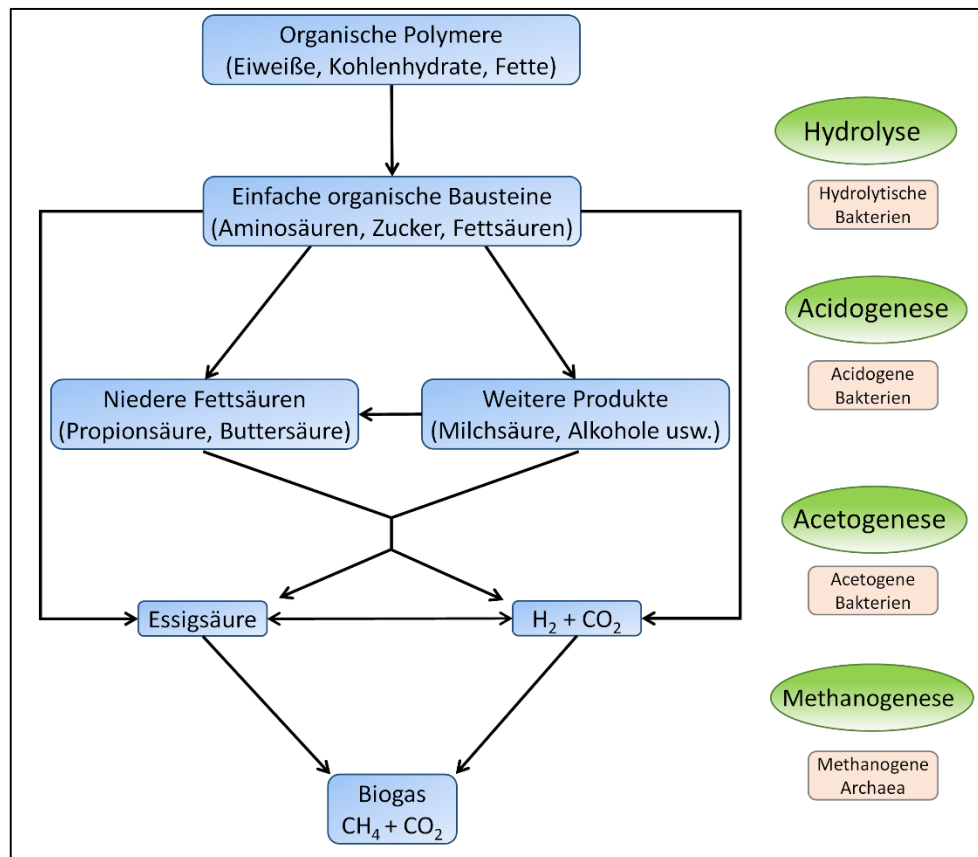 Organische Polymere
(Eiweiße, Kohlenhydrate, Fette)
Hydrolyse
Hydrolytische
Bakterien
Einfache organische Bausteine
(Aminosäuren, Zucker, Fettsäuren)
Acidogenese
Acidogene
Bakterien
Niedere Fettsäuren
(Propionsäure, Buttersäure)
Weitere Produkte
(Milchsäure, Alkohole usw.)
Acetogenese
Acetogene
Bakterien
Essigsäure
H₂ + CO₂
Methanogenese
Methanogene
Archaea
Biogas
CH₄ + CO₂